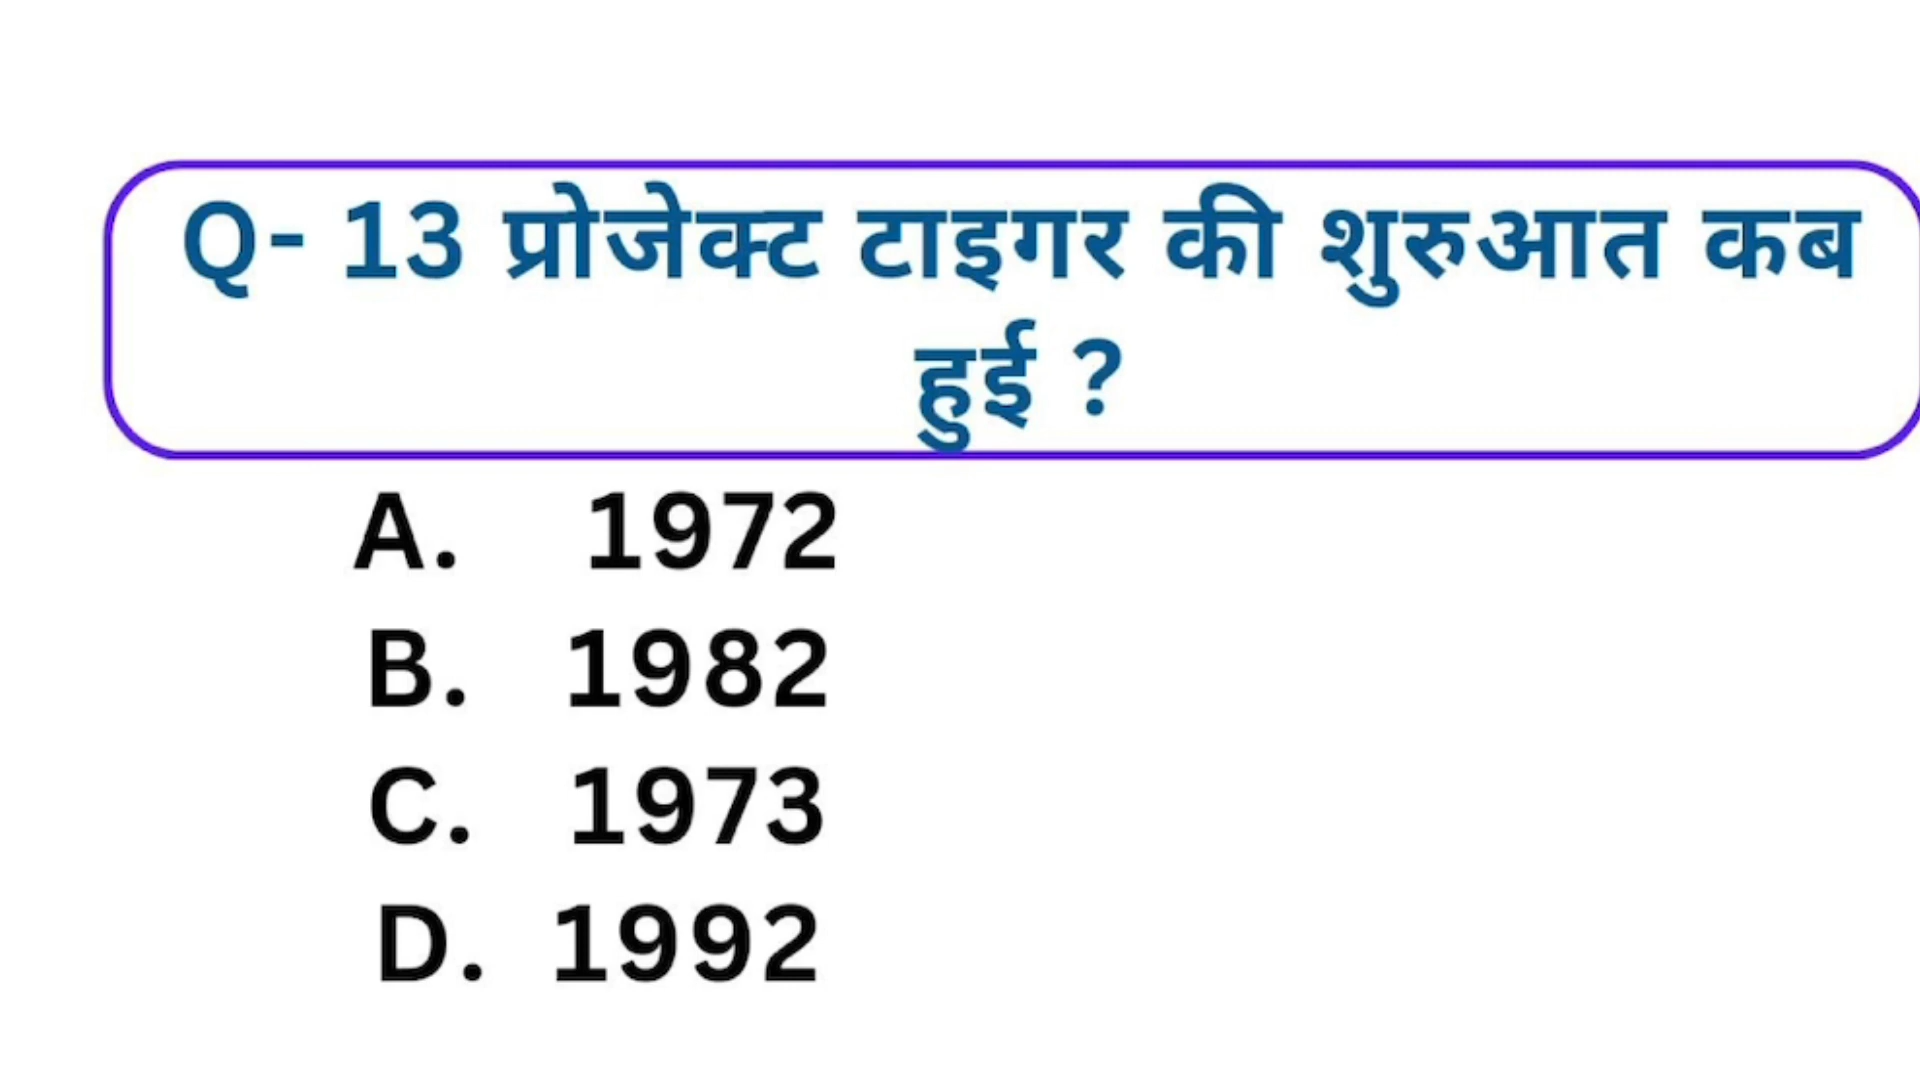 Q- 13 प्रोजेक्ट टाइगर की शुरुआत कब
हुई ?
A. 1972
B. 1982
C. 1973
D. 1992